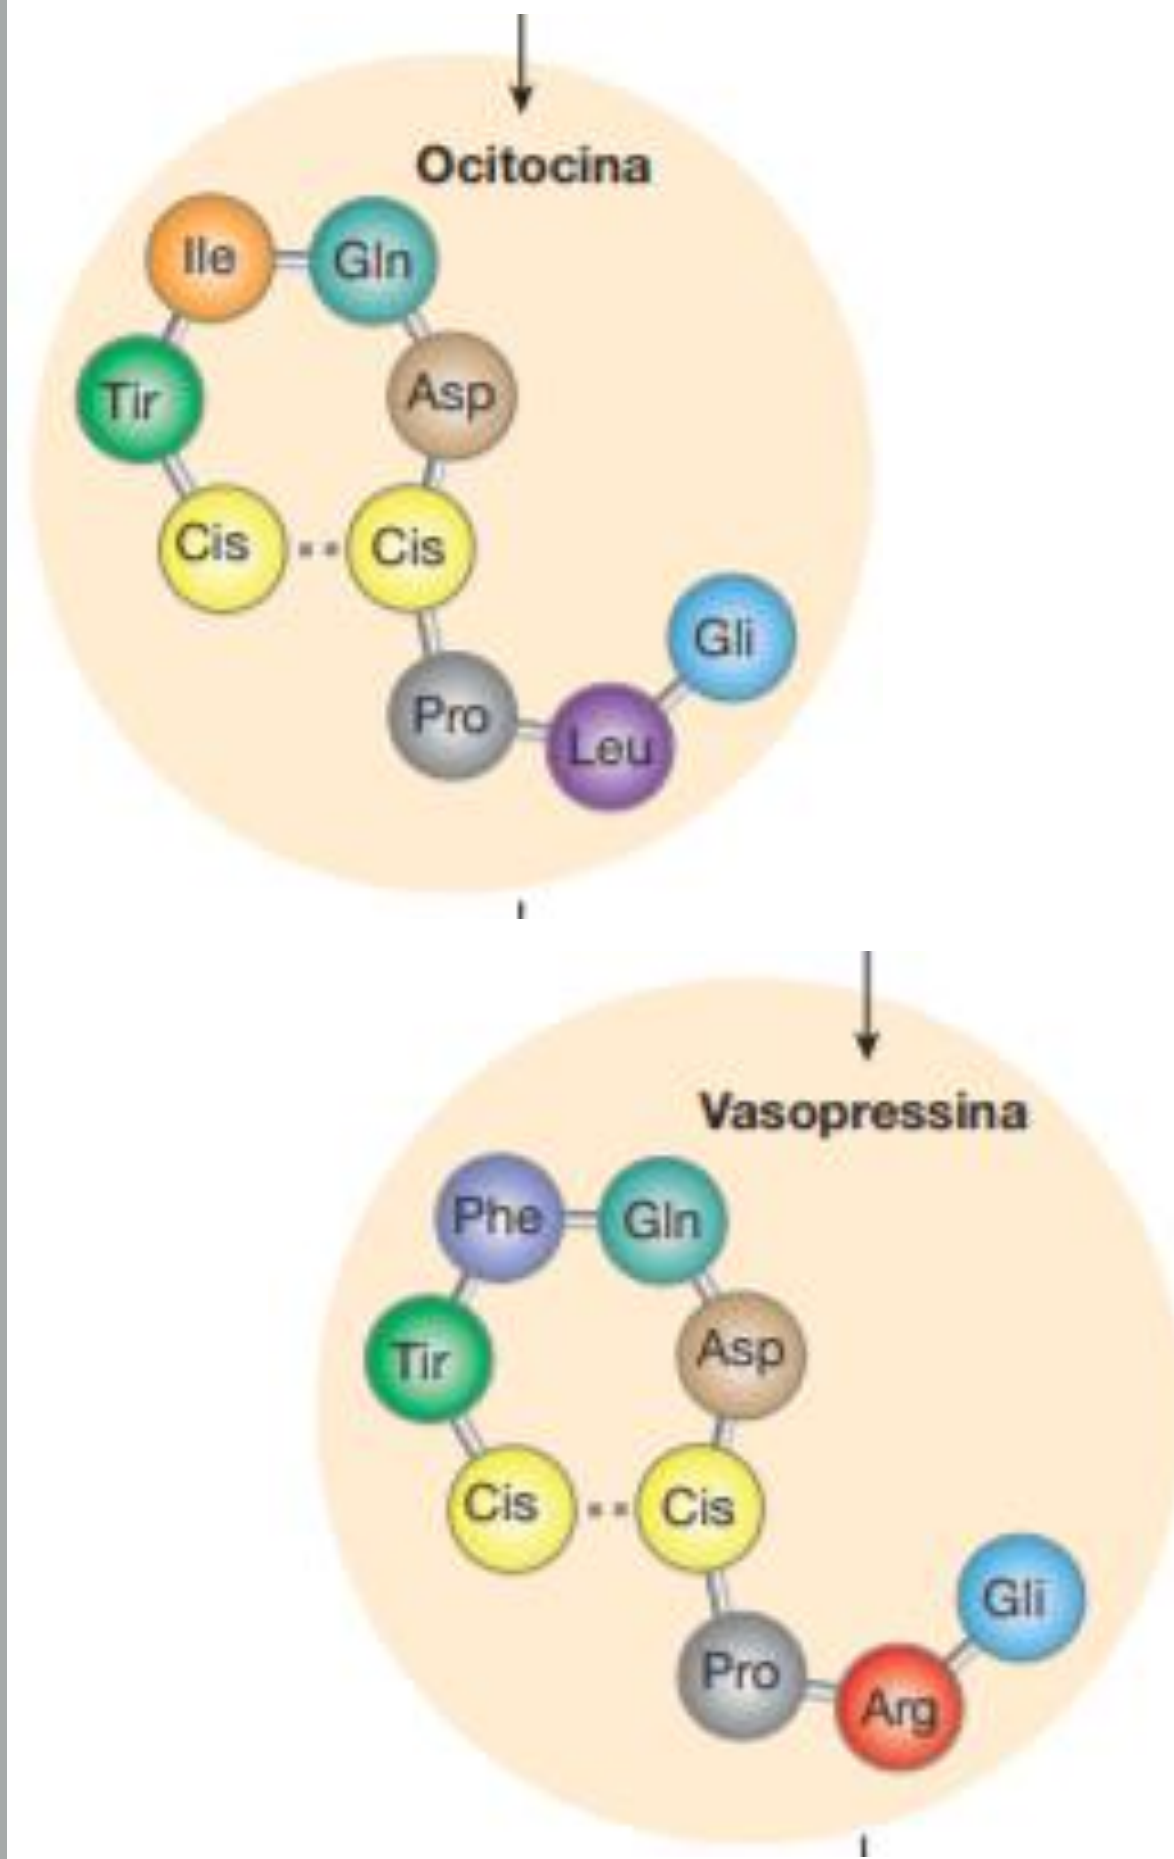 Ocitocina
Ile Gln
Tir Asp
Cis Cis
Gli
Pro Leu
Vasopressina
Phe Gln
Tir Asp
Cis Cis
Gli
Pro Arg